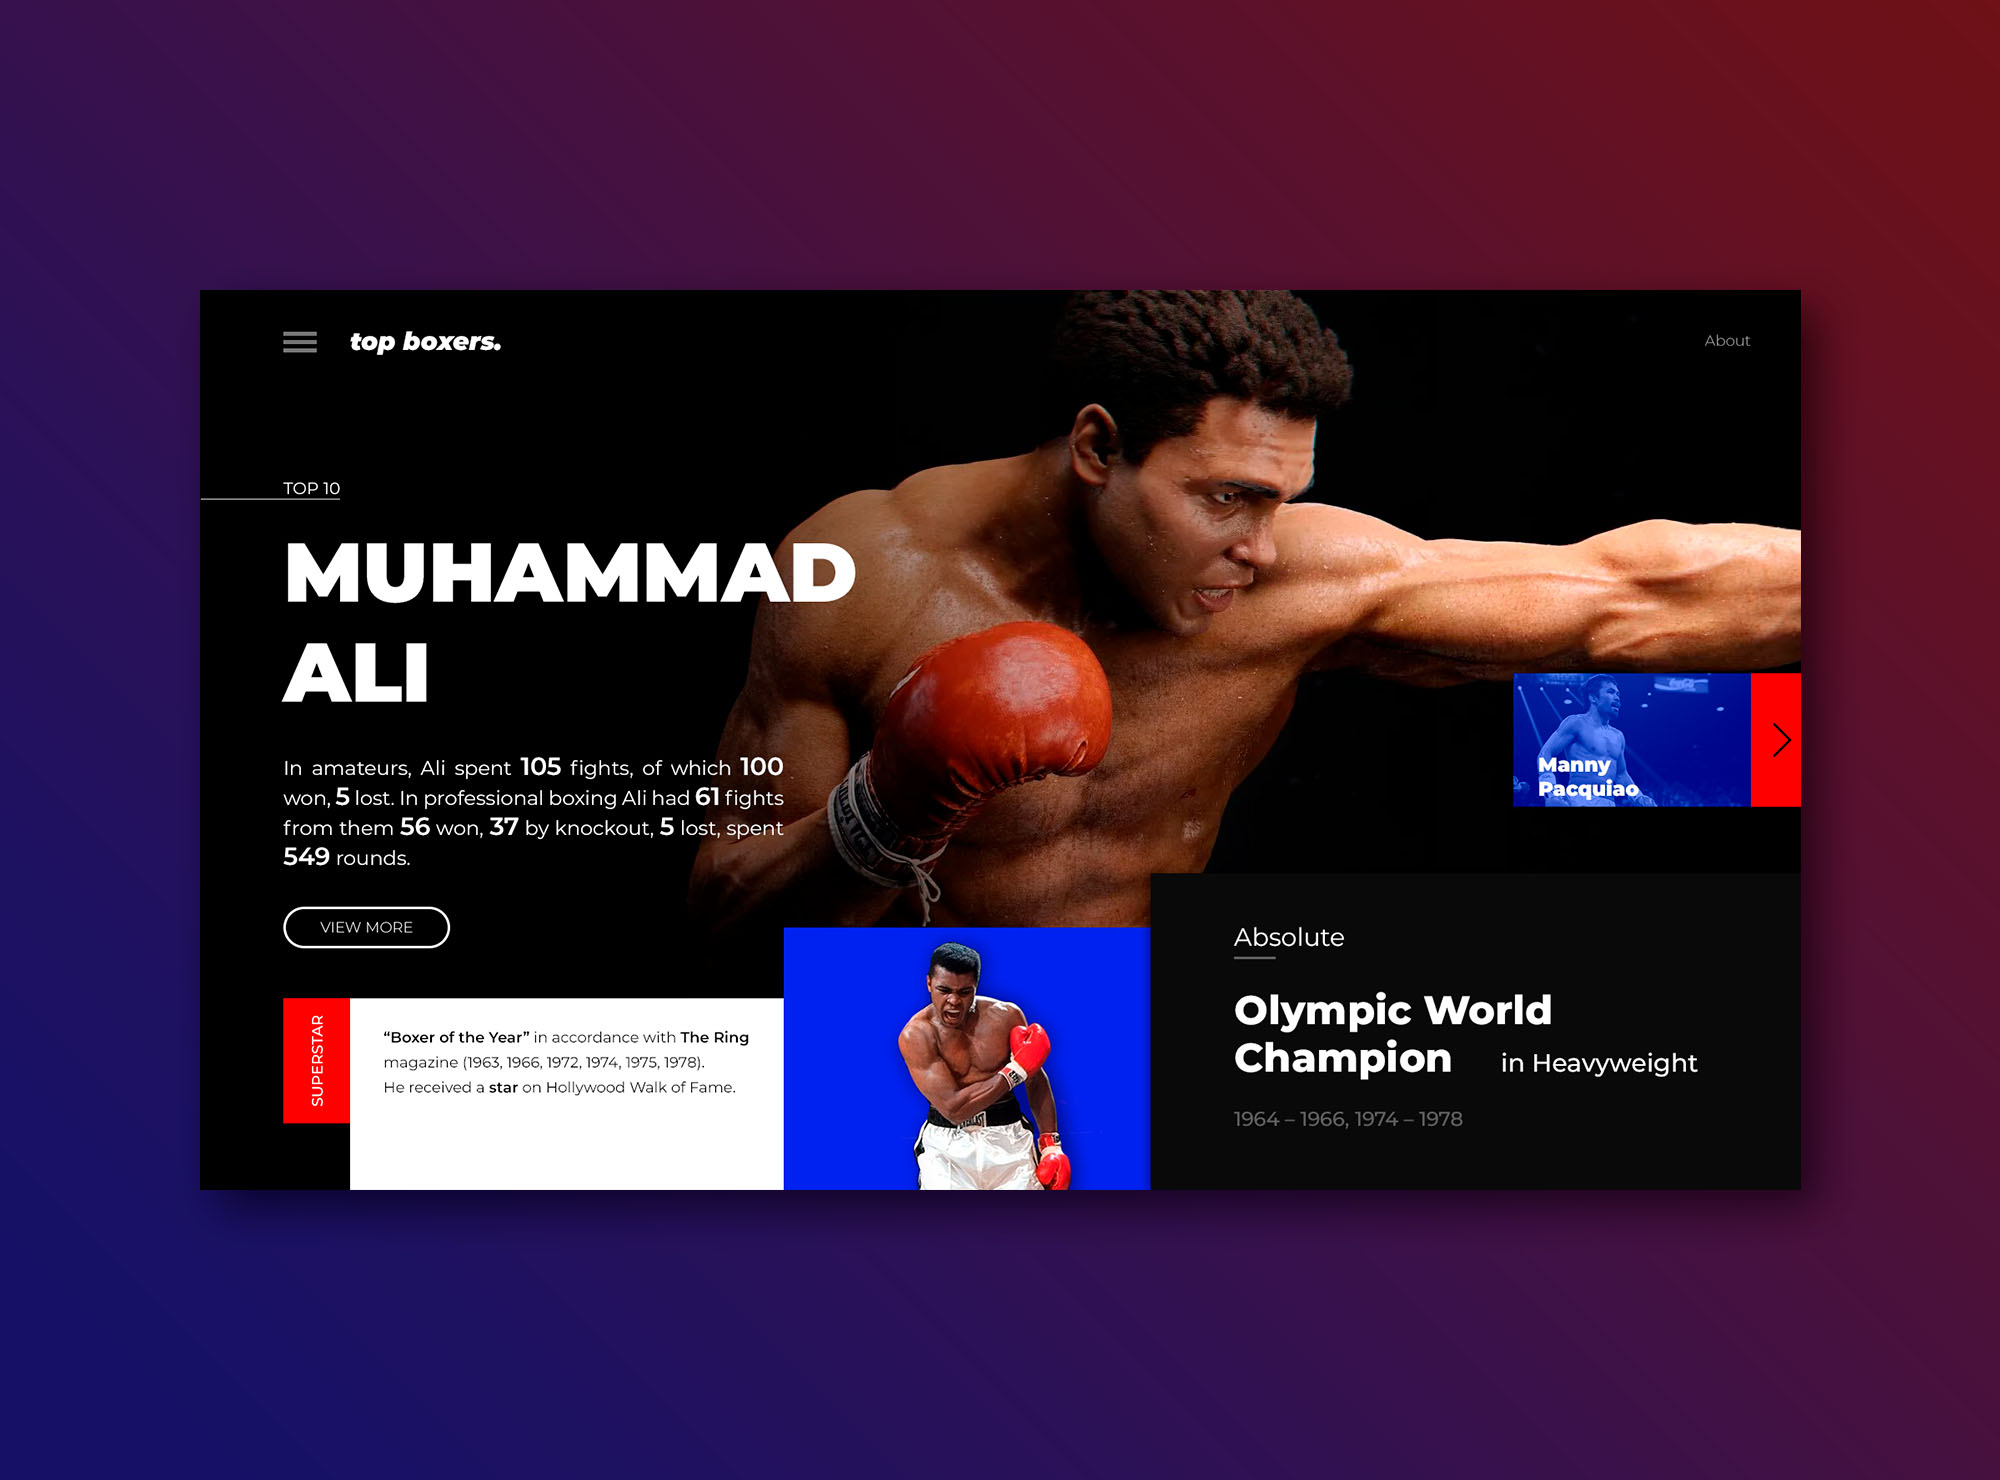 top boxers.
About
TOP 10
MUHAMMAD
ALI
In amateurs, Ali spent 105 fights, of which 100
won, 5 lost. In professional boxing Ali had 61 fights
from them 56 won, 37 by knockout, 5 lost, spent
549 rounds.
VIEW MORE
Manny
Pacquiao
SUPERSTAR
“Boxer of the Year” in accordance with The Ring
magazine (1963, 1966, 1972, 1974, 1975, 1978).
He received a star on Hollywood Walk of Fame.
Absolute
Olympic World
Champion in Heavyweight
1964 – 1966, 1974 – 1978